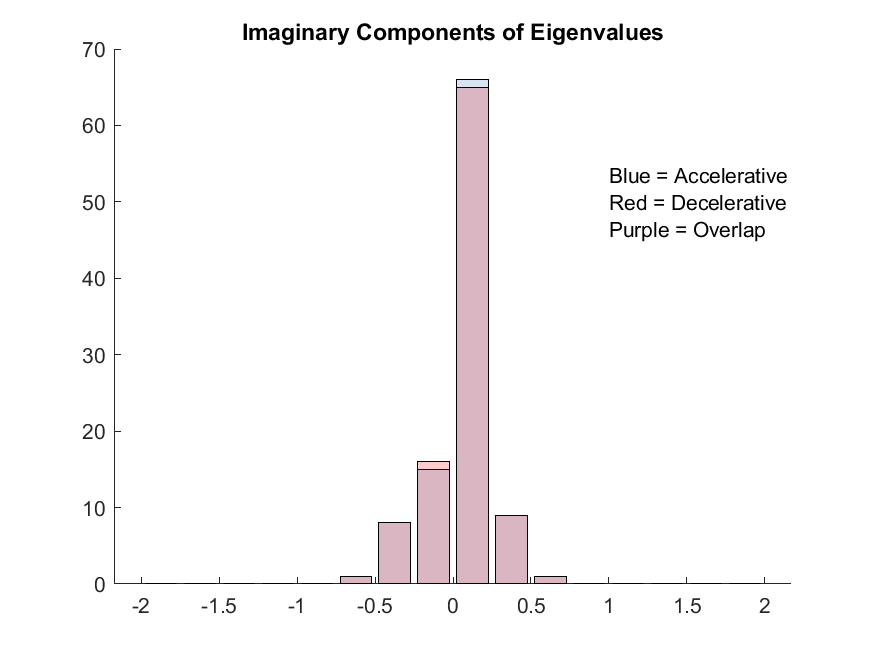 Imaginary Components of Eigenvalues
70
60
50
40
30
20
10
0
Blue = Accelerative
Red = Decelerative
Purple = Overlap
-2 -1.5 -1 -0.5 0 0.5 1 1.5 2